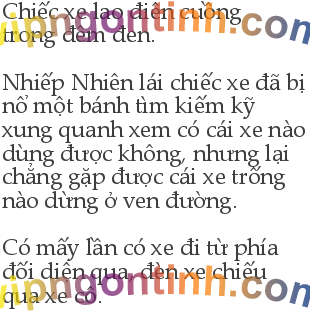 Chiếc xe lao điên cuồng
trong đêm đen.
Nhiếp Nhiên lái chiếc xe đã bị
nổ một bánh tìm kiếm kỹ
xung quanh xem có cái xe nào
dùng được không, nhưng lại
chẳng gặp được cái xe trống
nào dừng ở ven đường.
Có mấy lần có xe đi từ phía
đối diện qua, đèn xe chiếu
qua xe cô.
vipngontinh.com
vipngontinh.com